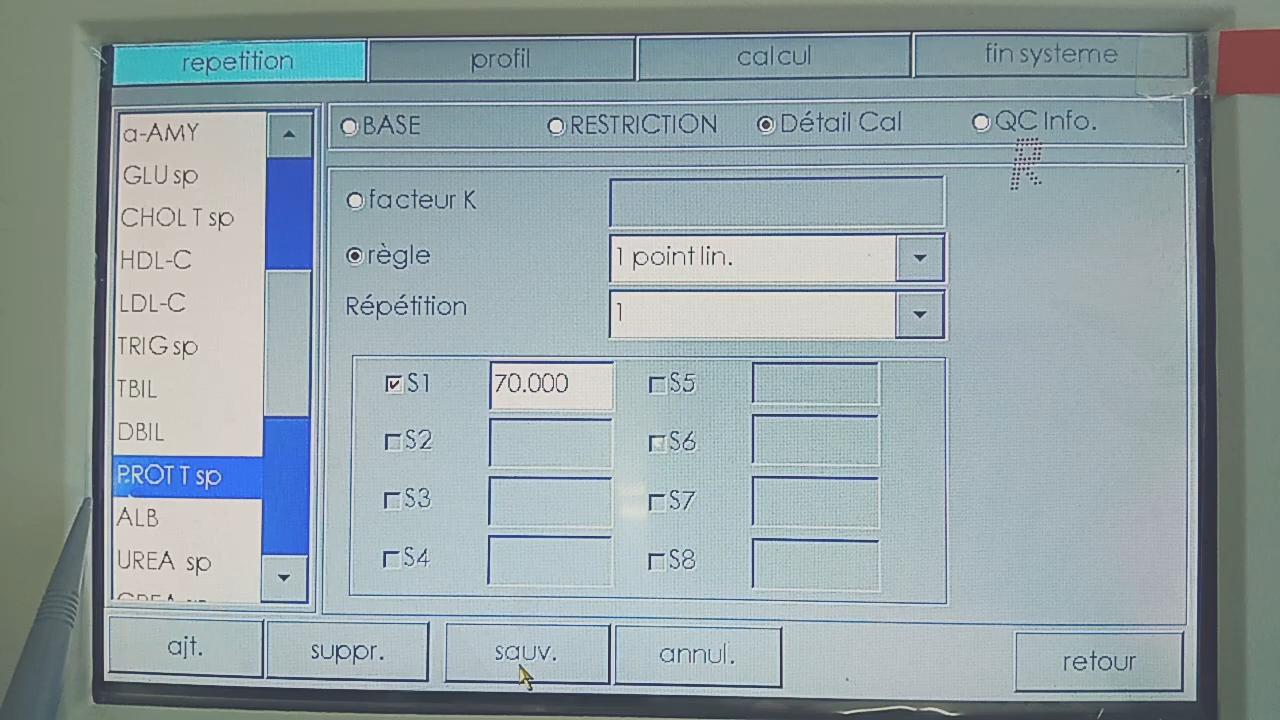 repetition profil calcul fin systeme
BASE RESTRICTION Détail Cal QC Info.
R
α-AMY
GLU sp
CHOL T sp
HDL-C
LDL-C
TRIG sp
TBIL
DBIL
PROT T sp
ALB
UREA sp
facteur K
règle 1 point lin.
Répétition 1
S1 70.000 S5
S2 S6
S3 S7
S4 S8
ajt. suppr. sauv. annul. retour